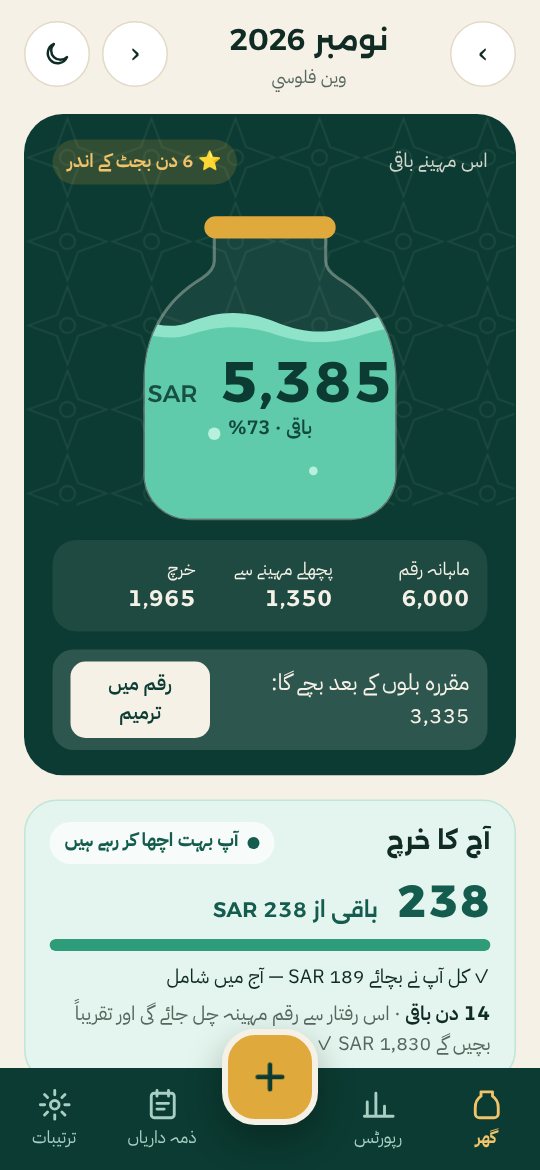 نومبر 2026
وين فلوسي
اس مہینے باقی
⭐ 6 دن بجٹ کے اندر
5,385 SAR
باقی · 73%
ماہانہ رقم
6,000
پچھلے مہینے سے
1,350
خرچ
1,965
مقررہ بلوں کے بعد بچے گا:
3,335
رقم میں
ترمیم
آج کا خرچ
● آپ بہت اچھا کر رہے ہیں
238 باقی از 238 SAR
✓ کل آپ نے بچائے 189 SAR — آج میں شامل
14 دن باقی · اس رفتار سے رقم مہینہ چل جائے گی اور تقریباً
بچیں گے 1,830 SAR ✓
گھر
رپورٹس
+
ذمہ داریاں
ترتیبات